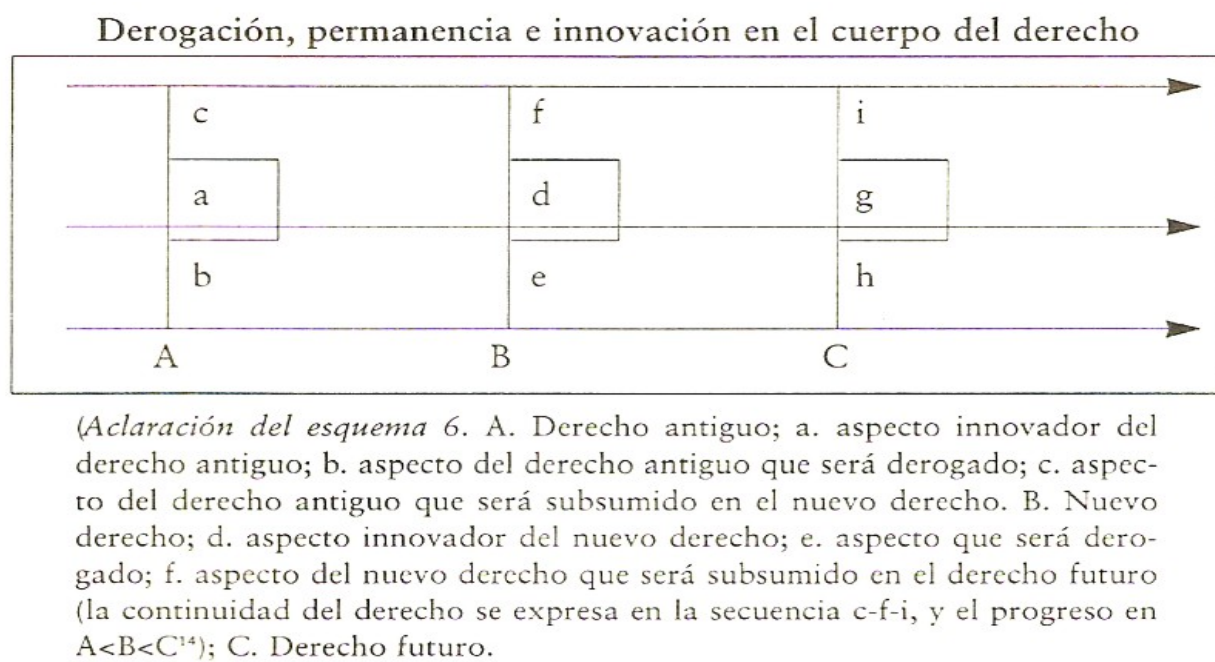 Derogación, permanencia e innovación en el cuerpo del derecho
c f i
a d g
b e h
A B C
(Aclaración del esquema 6. A. Derecho antiguo; a. aspecto innovador del
derecho antiguo; b. aspecto del derecho antiguo que será derogado; c. aspec-
to del derecho antiguo que será subsumido en el nuevo derecho. B. Nuevo
derecho; d. aspecto innovador del nuevo derecho; e. aspecto que será dero-
gado; f. aspecto del nuevo derecho que será subsumido en el derecho futuro
(la continuidad del derecho se expresa en la secuencia c-f-i, y el progreso en
A<B<C¹⁴); C. Derecho futuro.